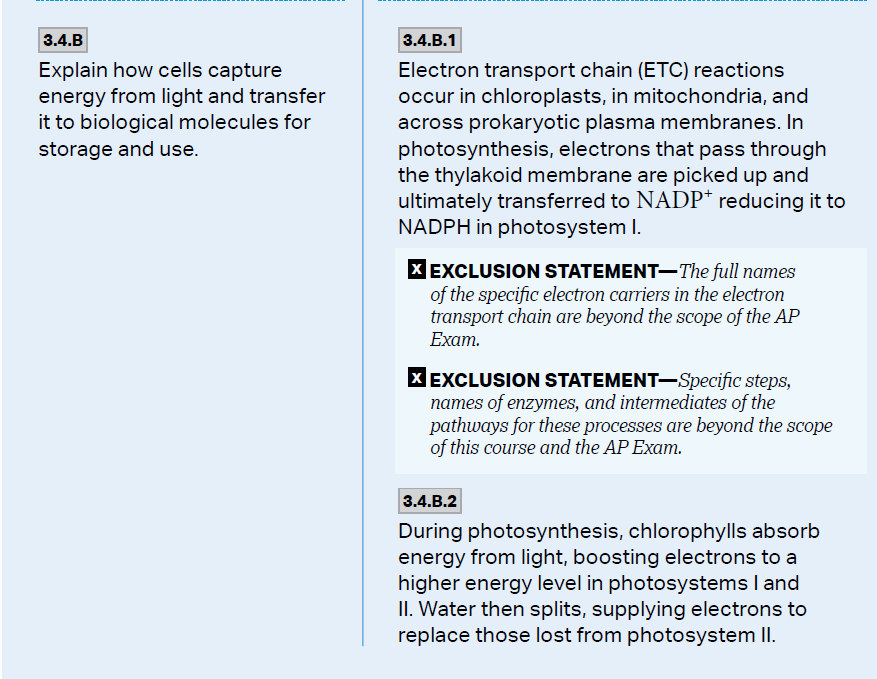 3.4.B
Explain how cells capture
energy from light and transfer
it to biological molecules for
storage and use.
3.4.B.1
Electron transport chain (ETC) reactions
occur in chloroplasts, in mitochondria, and
across prokaryotic plasma membranes. In
photosynthesis, electrons that pass through
the thylakoid membrane are picked up and
ultimately transferred to NADP⁺ reducing it to
NADPH in photosystem I.
X EXCLUSION STATEMENT—The full names
of the specific electron carriers in the electron
transport chain are beyond the scope of the AP
Exam.
X EXCLUSION STATEMENT—Specific steps,
names of enzymes, and intermediates of the
pathways for these processes are beyond the scope
of this course and the AP Exam.
3.4.B.2
During photosynthesis, chlorophylls absorb
energy from light, boosting electrons to a
higher energy level in photosystems I and
II. Water then splits, supplying electrons to
replace those lost from photosystem II.